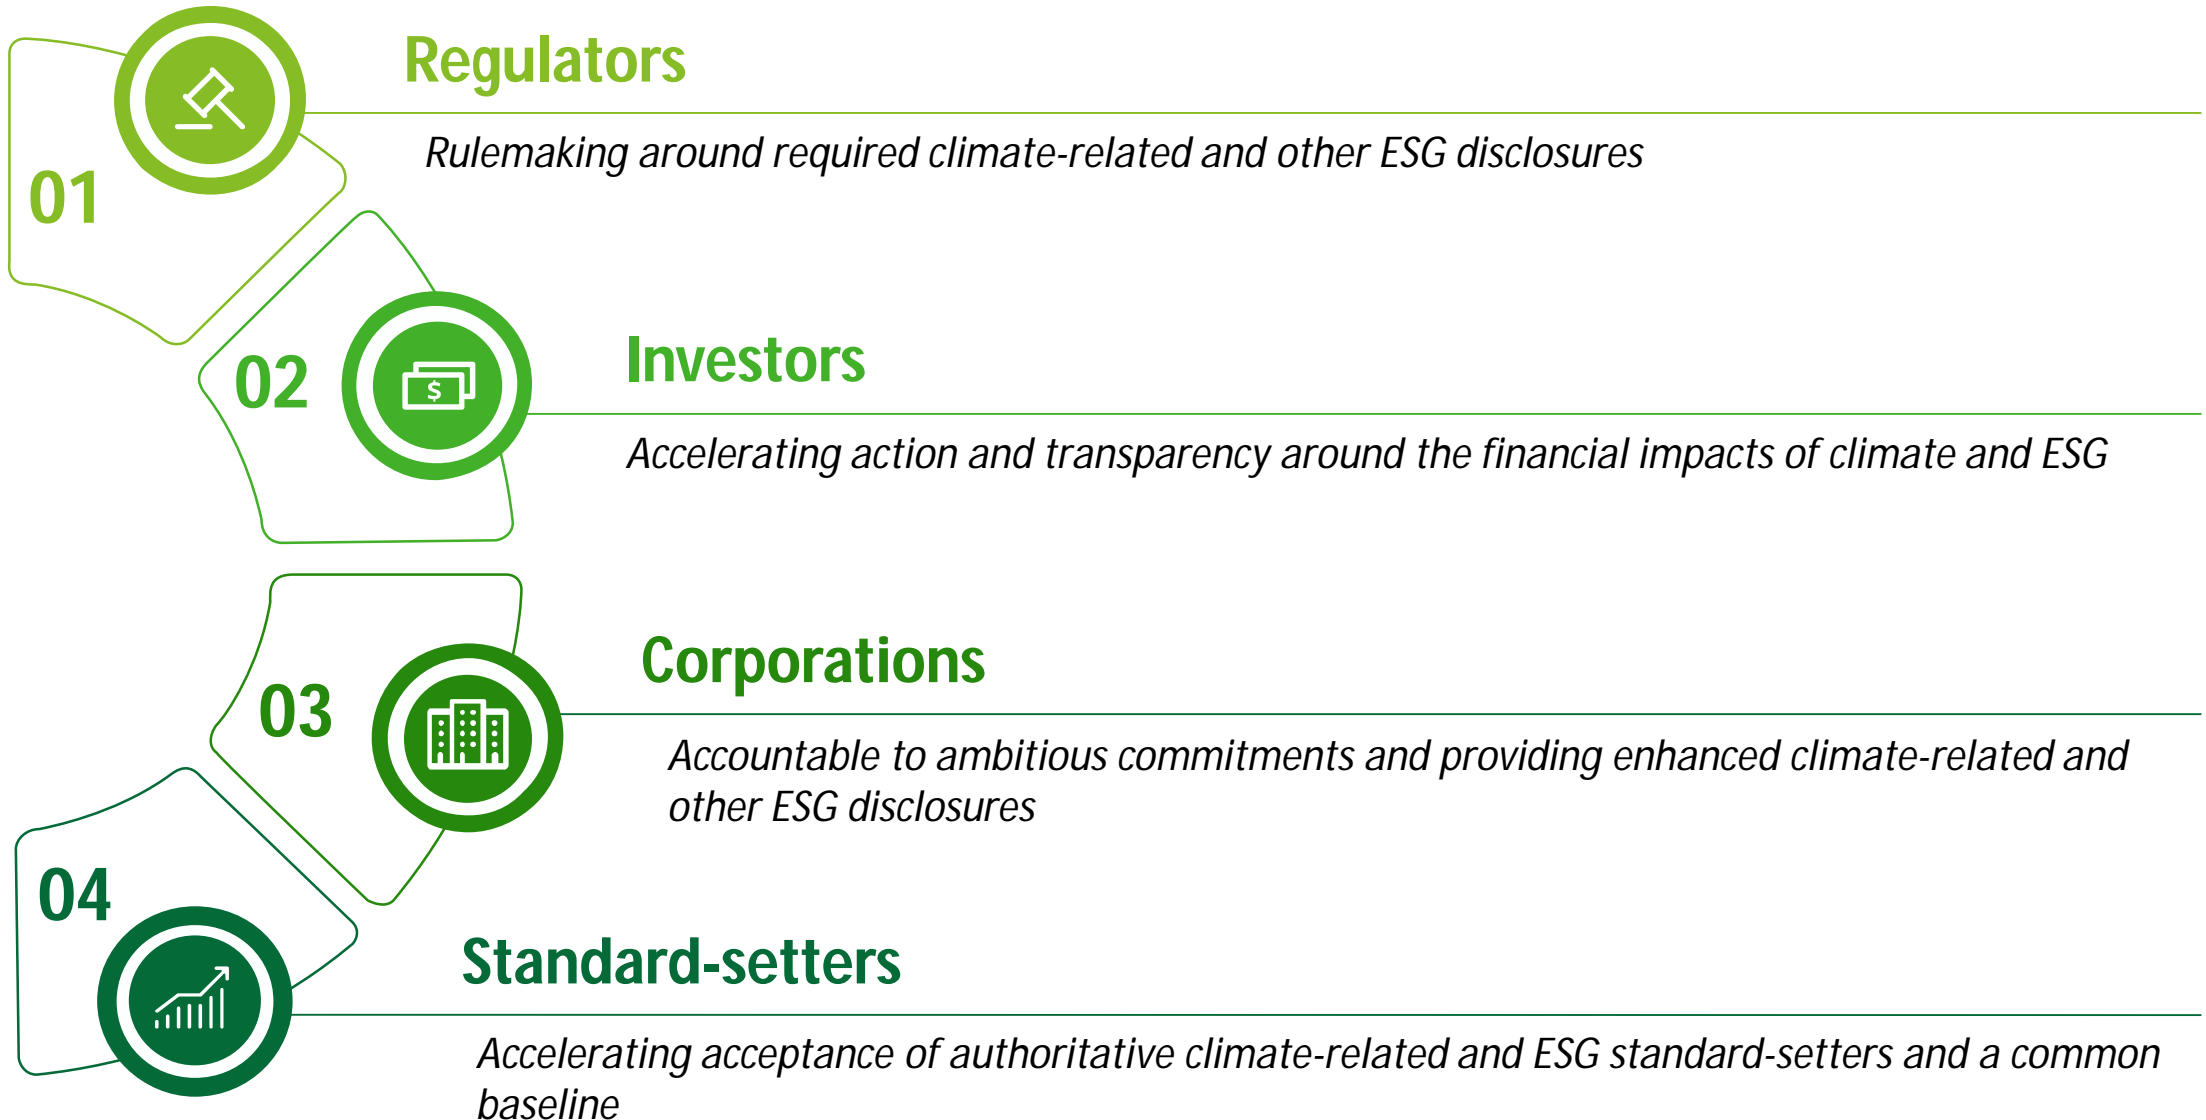 01
Regulators
Rulemaking around required climate-related and other ESG disclosures
02
$
Investors
Accelerating action and transparency around the financial impacts of climate and ESG
03
Corporations
Accountable to ambitious commitments and providing enhanced climate-related and
other ESG disclosures
04
Standard-setters
Accelerating acceptance of authoritative climate-related and ESG standard-setters and a common
baseline